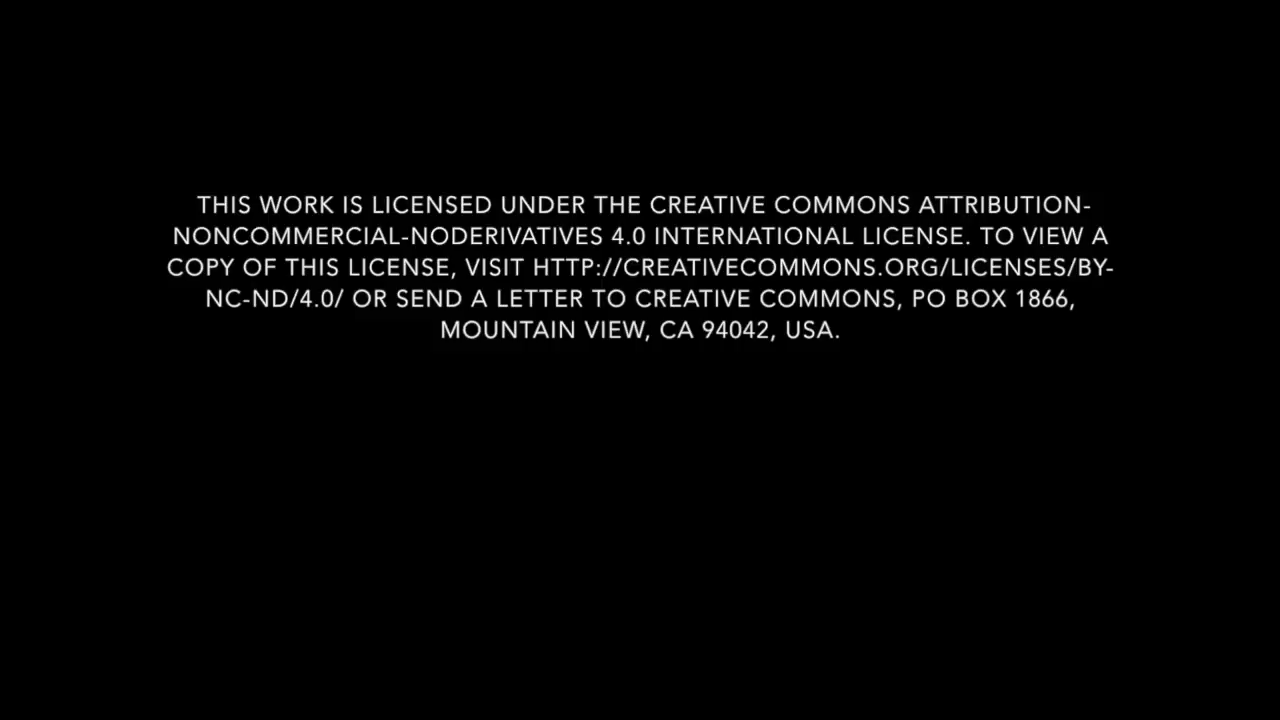 THIS WORK IS LICENSED UNDER THE CREATIVE COMMONS ATTRIBUTION-
NONCOMMERCIAL-NODERIVATIVES 4.0 INTERNATIONAL LICENSE. TO VIEW A
COPY OF THIS LICENSE, VISIT HTTP://CREATIVECOMMONS.ORG/LICENSES/BY-
NC-ND/4.0/ OR SEND A LETTER TO CREATIVE COMMONS, PO BOX 1866,
MOUNTAIN VIEW, CA 94042, USA.